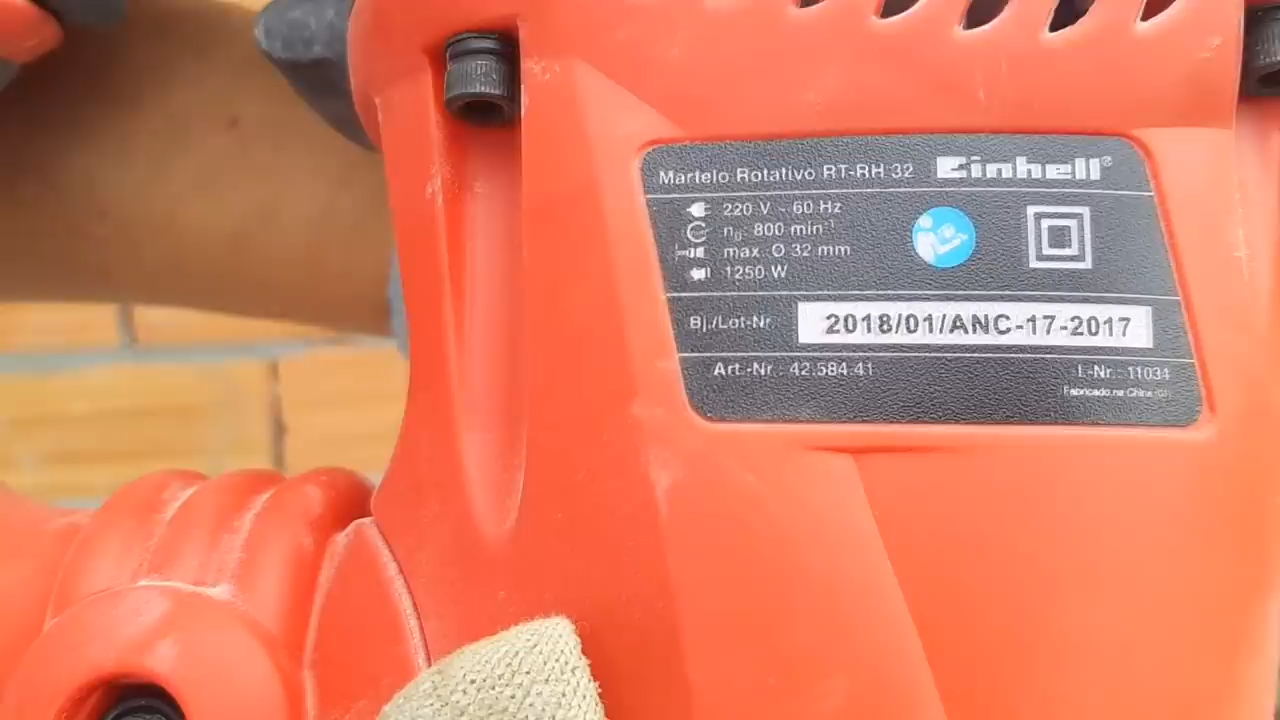 Martelo Rotativo RT-RH 32 Einhell®
220 V ~ 60 Hz
n0: 800 min-1
max. Ø 32 mm
1250 W
Bj./Lot-Nr. 2018/01/ANC-17-2017
Art.-Nr.: 42.584.41 I.-Nr.: 11034
Fabricado na China